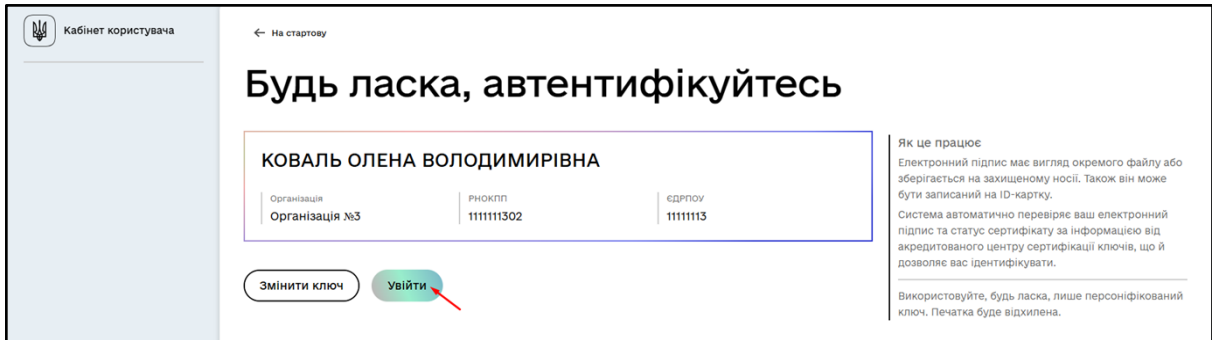 Кабінет користувача
← На стартову
Будь ласка, автентифікуйтесь
КОВАЛЬ ОЛЕНА ВОЛОДИМИРІВНА
Організація РНОКПП ЄДРПОУ
Організація №3 1111111302 11111113
Змінити ключ Увійти
Як це працює
Електронний підпис має вигляд окремого файлу або
зберігається на захищеному носії. Також він може
бути записаний на ID-картку.
Система автоматично перевіряє ваш електронний
підпис та статус сертифікату за інформацією від
акредитованого центру сертифікації ключів, що й
дозволяє вас ідентифікувати.
Використовуйте, будь ласка, лише персоніфікований
ключ. Печатка буде відхилена.